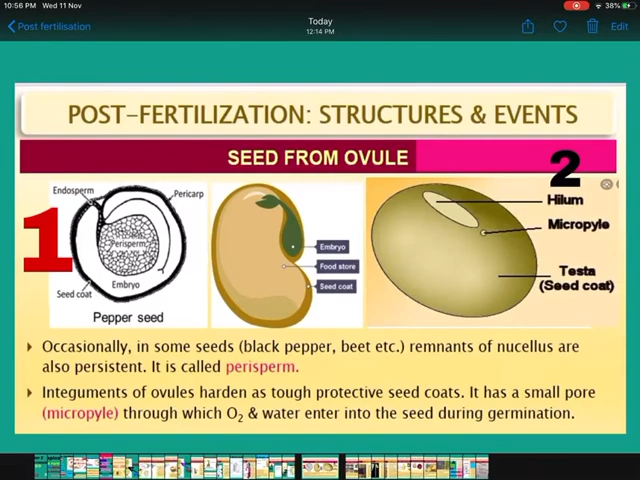 10:56 PM Wed 11 Nov
38%
Post fertilisation
Today
12:14 PM
Edit
POST-FERTILIZATION: STRUCTURES & EVENTS
SEED FROM OVULE
1
Endosperm
Pericarp
Perisperm
Embryo
Seed coat
Pepper seed
Embryo
Food store
Seed coat
2
Hilum
Micropyle
Testa
(Seed coat)
Occasionally, in some seeds (black pepper, beet etc.) remnants of nucellus are
also persistent. It is called perisperm.
Integuments of ovules harden as tough protective seed coats. It has a small pore
(micropyle) through which O₂ & water enter into the seed during germination.